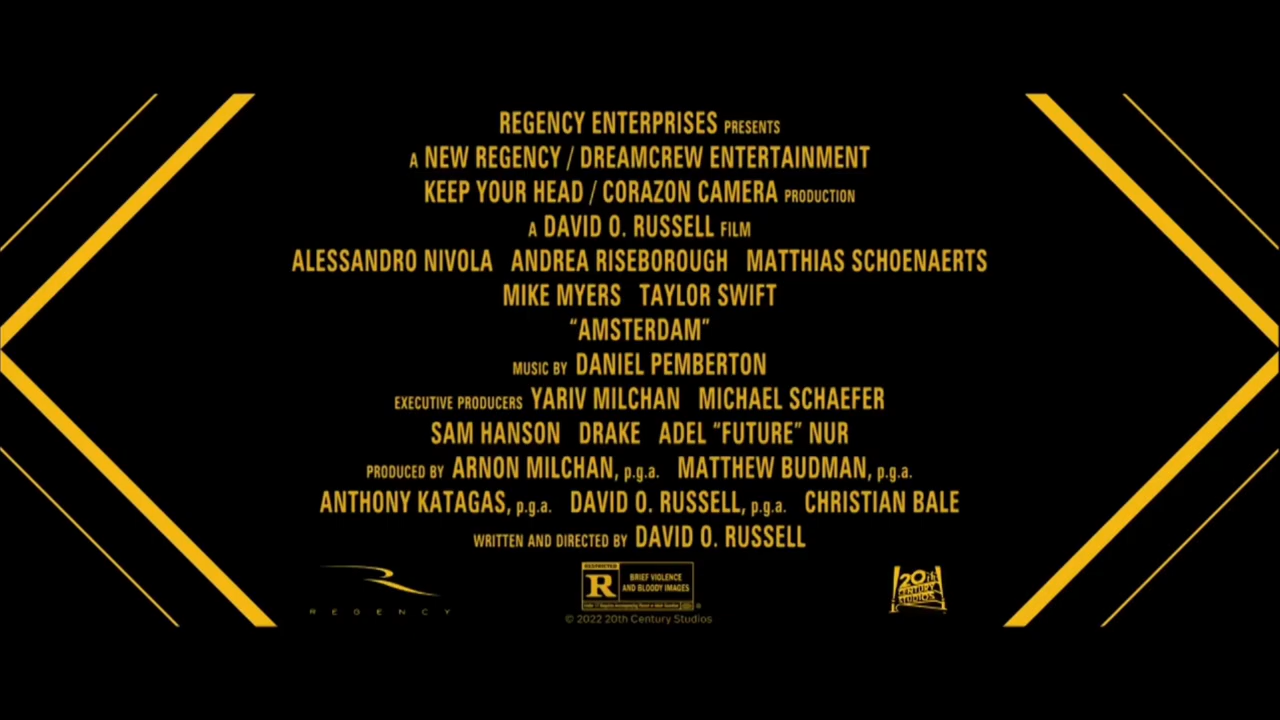 REGENCY ENTERPRISES PRESENTS
A NEW REGENCY / DREAMCREW ENTERTAINMENT
KEEP YOUR HEAD / CORAZON CAMERA PRODUCTION
A DAVID O. RUSSELL FILM
ALESSANDRO NIVOLA ANDREA RISEBOROUGH MATTHIAS SCHOENAERTS
MIKE MYERS TAYLOR SWIFT
“AMSTERDAM”
MUSIC BY DANIEL PEMBERTON
EXECUTIVE PRODUCERS YARIV MILCHAN MICHAEL SCHAEFER
SAM HANSON DRAKE ADEL “FUTURE” NUR
PRODUCED BY ARNON MILCHAN, p.g.a. MATTHEW BUDMAN, p.g.a.
ANTHONY KATAGAS, p.g.a. DAVID O. RUSSELL, p.g.a. CHRISTIAN BALE
WRITTEN AND DIRECTED BY DAVID O. RUSSELL
REGENCY
RESTRICTED
R
BRIEF VIOLENCE
AND BLOODY IMAGES
20th
CENTURY
STUDIOS
© 2022 20th Century Studios